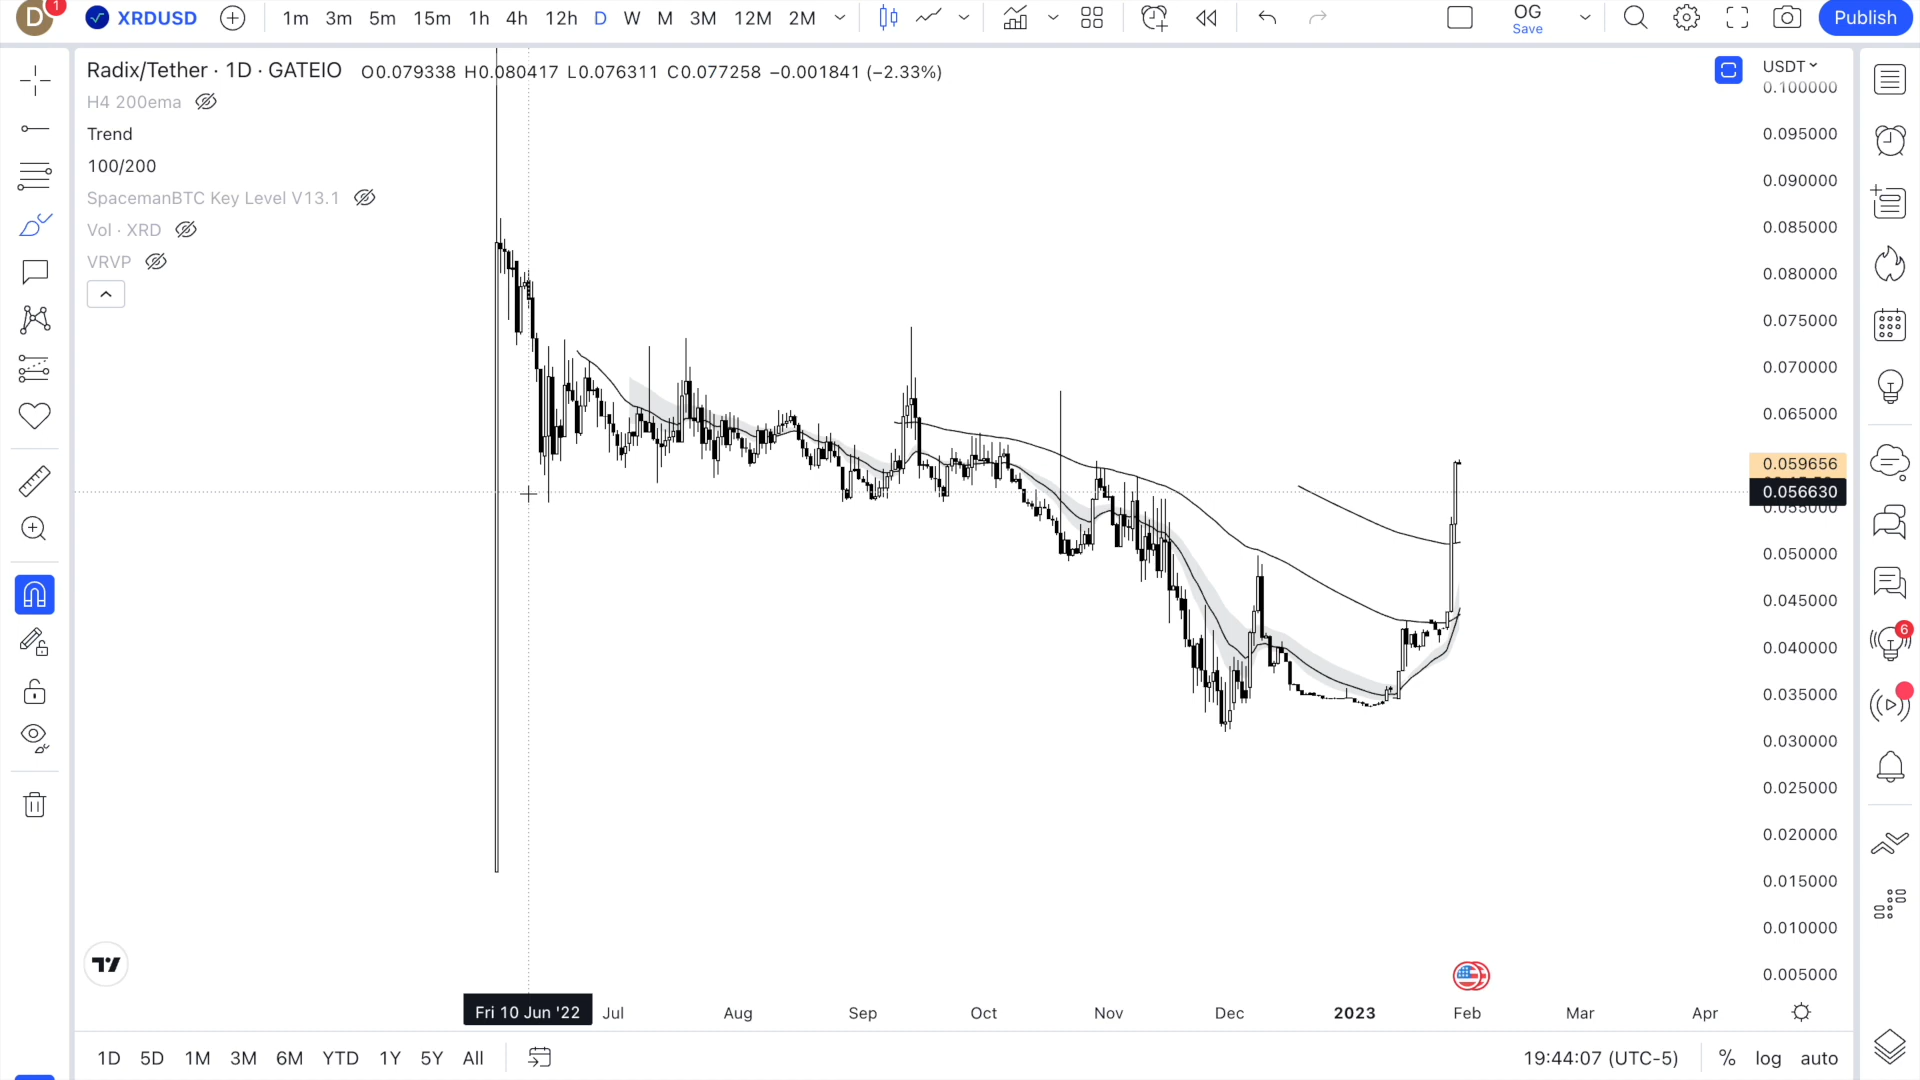 D 1 XRDUSD 1m 3m 5m 15m 1h 4h 12h D W M 3M 12M 2M OG Save Publish
Radix/Tether · 1D · GATEIO O0.079338 H0.080417 L0.076311 C0.077258 −0.001841 (−2.33%)
USDT
H4 200ema
Trend
100/200
SpacemanBTC Key Level V13.1
Vol · XRD
VRVP
0.100000
0.095000
0.090000
0.085000
0.080000
0.075000
0.070000
0.065000
0.059656
0.056630
0.055000
0.050000
0.045000
0.040000
0.035000
0.030000
0.025000
0.020000
0.015000
0.010000
0.005000
6
Fri 10 Jun '22 Jul Aug Sep Oct Nov Dec 2023 Feb Mar Apr
1D 5D 1M 3M 6M YTD 1Y 5Y All 19:44:07 (UTC-5) % log auto